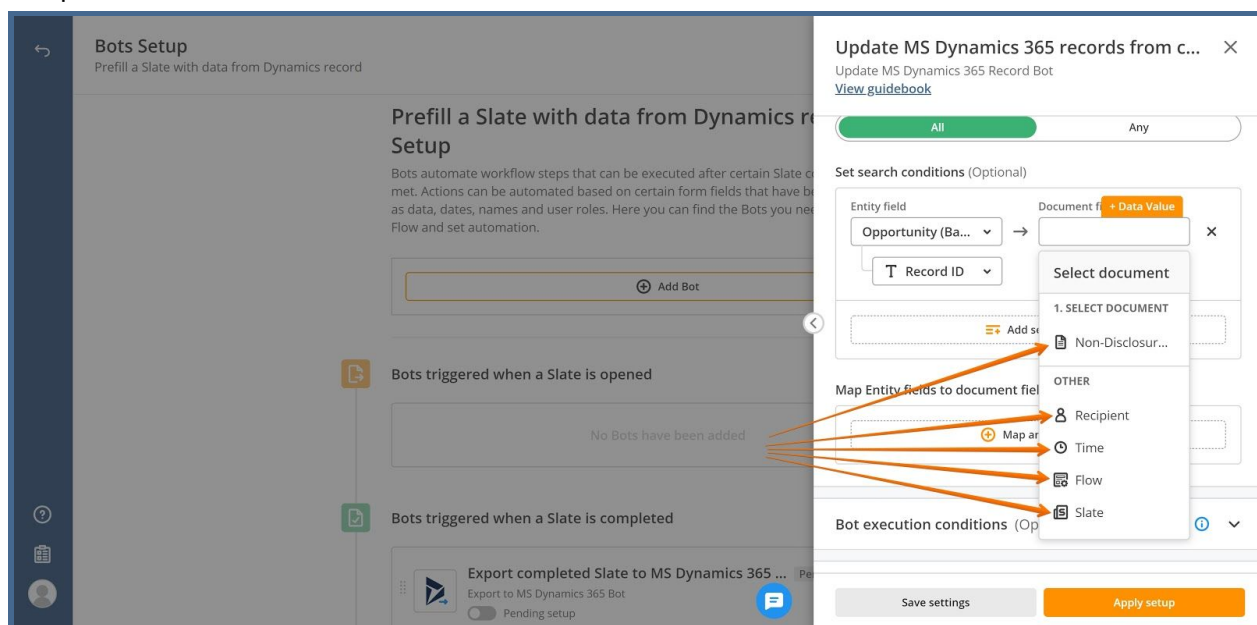 Bots Setup
Prefill a Slate with data from Dynamics record
Prefill a Slate with data from Dynamics
Setup
Bots automate workflow steps that can be executed after certain Slate
met. Actions can be automated based on certain form fields that have
as data, dates, names and user roles. Here you can find the Bots you
Flow and set automation.
Add Bot
Bots triggered when a Slate is opened
No Bots have been added
Bots triggered when a Slate is completed
Export completed Slate to MS Dynamics 365 ...
Export to MS Dynamics 365 Bot
Pending setup
Update MS Dynamics 365 records from c...
Update MS Dynamics 365 Record Bot
View guidebook
All Any
Set search conditions (Optional)
Entity field Document + Data Value
Opportunity (Ba...
T Record ID
Add
Select document
1. SELECT DOCUMENT
Non-Disclosur...
OTHER
Recipient
Time
Flow
Slate
Map Entity fields to document
Map
Bot execution conditions
Save settings Apply setup